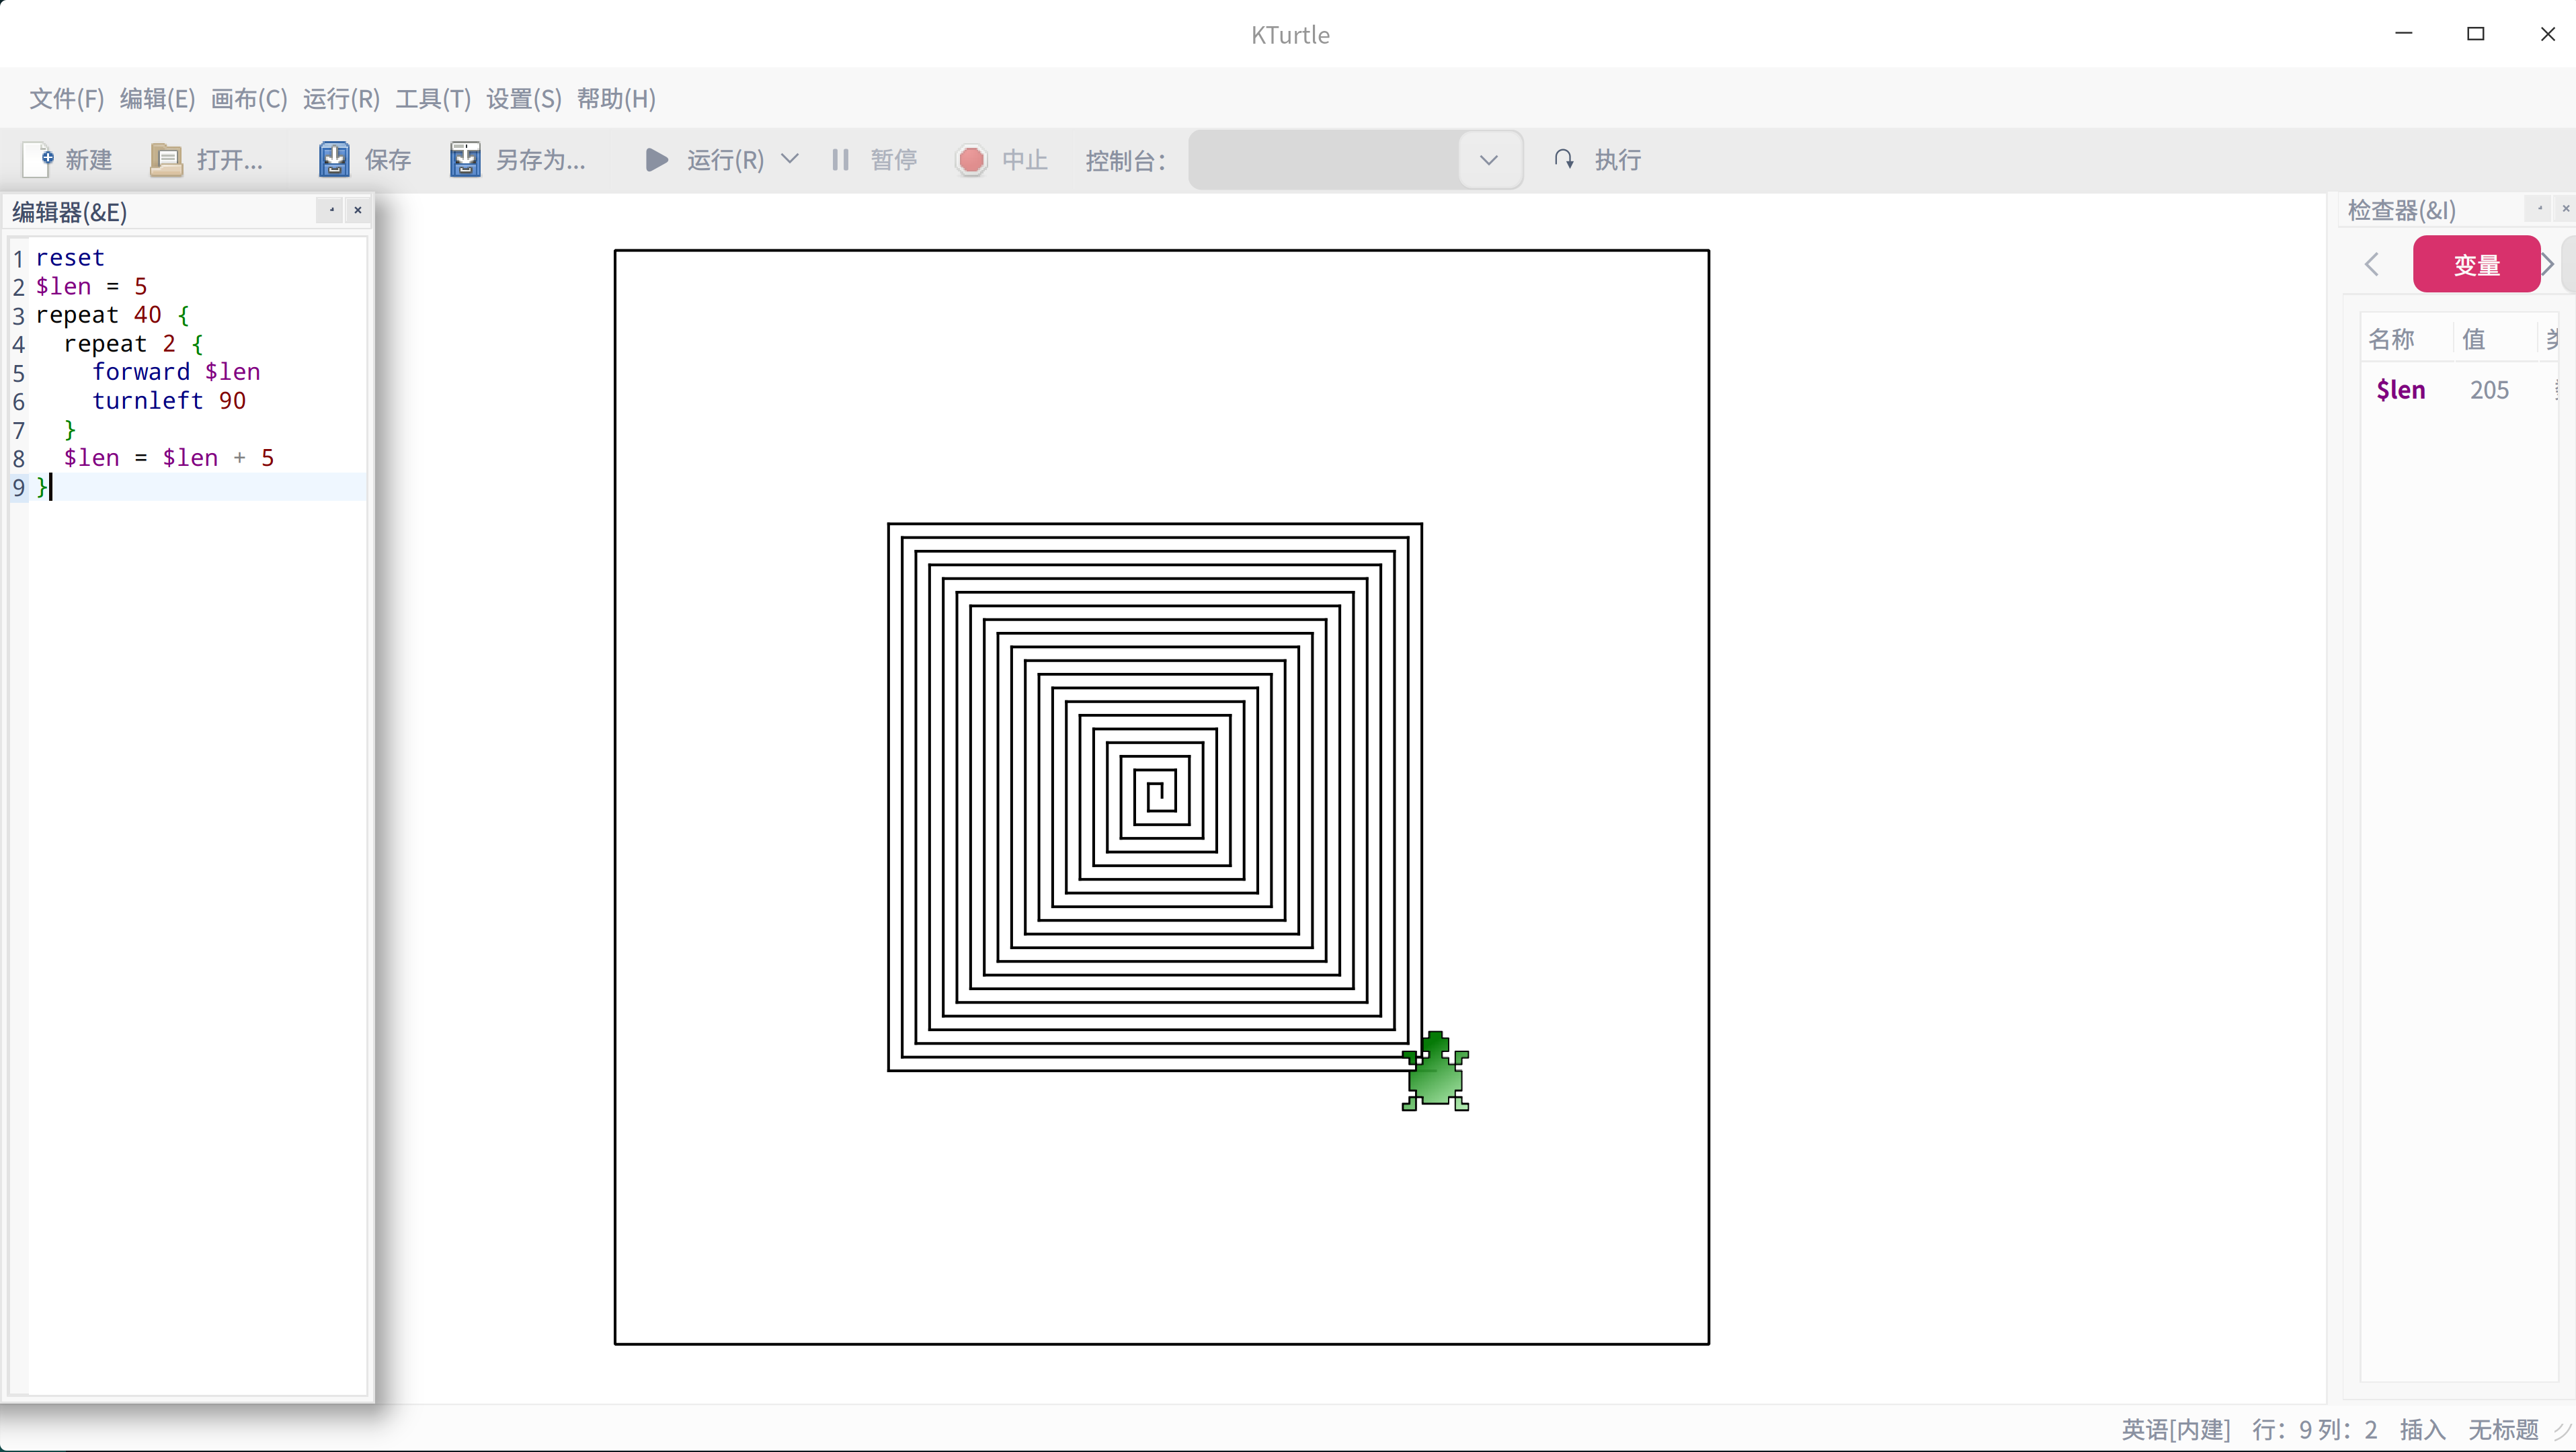 KTurtle
文件(F) 编辑(E) 画布(C) 运行(R) 工具(T) 设置(S) 帮助(H)
新建 打开... 保存 另存为... 运行(R) 暂停 中止 控制台： 执行
编辑器(&E)
1 reset
2 $len = 5
3 repeat 40 {
4   repeat 2 {
5     forward $len
6     turnleft 90
7   }
8   $len = $len + 5
9 }
检查器(&I)
变量
名称 值
$len 205
英语[内建] 行：9 列：2 插入 无标题